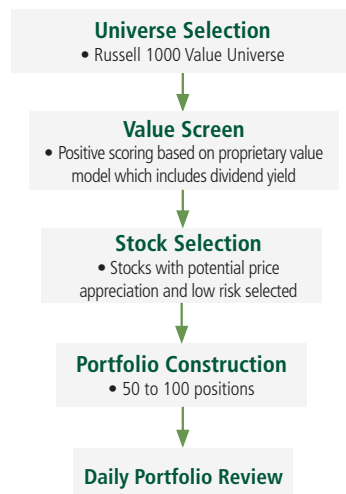 Universe Selection
• Russell 1000 Value Universe
Value Screen
• Positive scoring based on proprietary value
model which includes dividend yield
Stock Selection
• Stocks with potential price
appreciation and low risk selected
Portfolio Construction
• 50 to 100 positions
Daily Portfolio Review